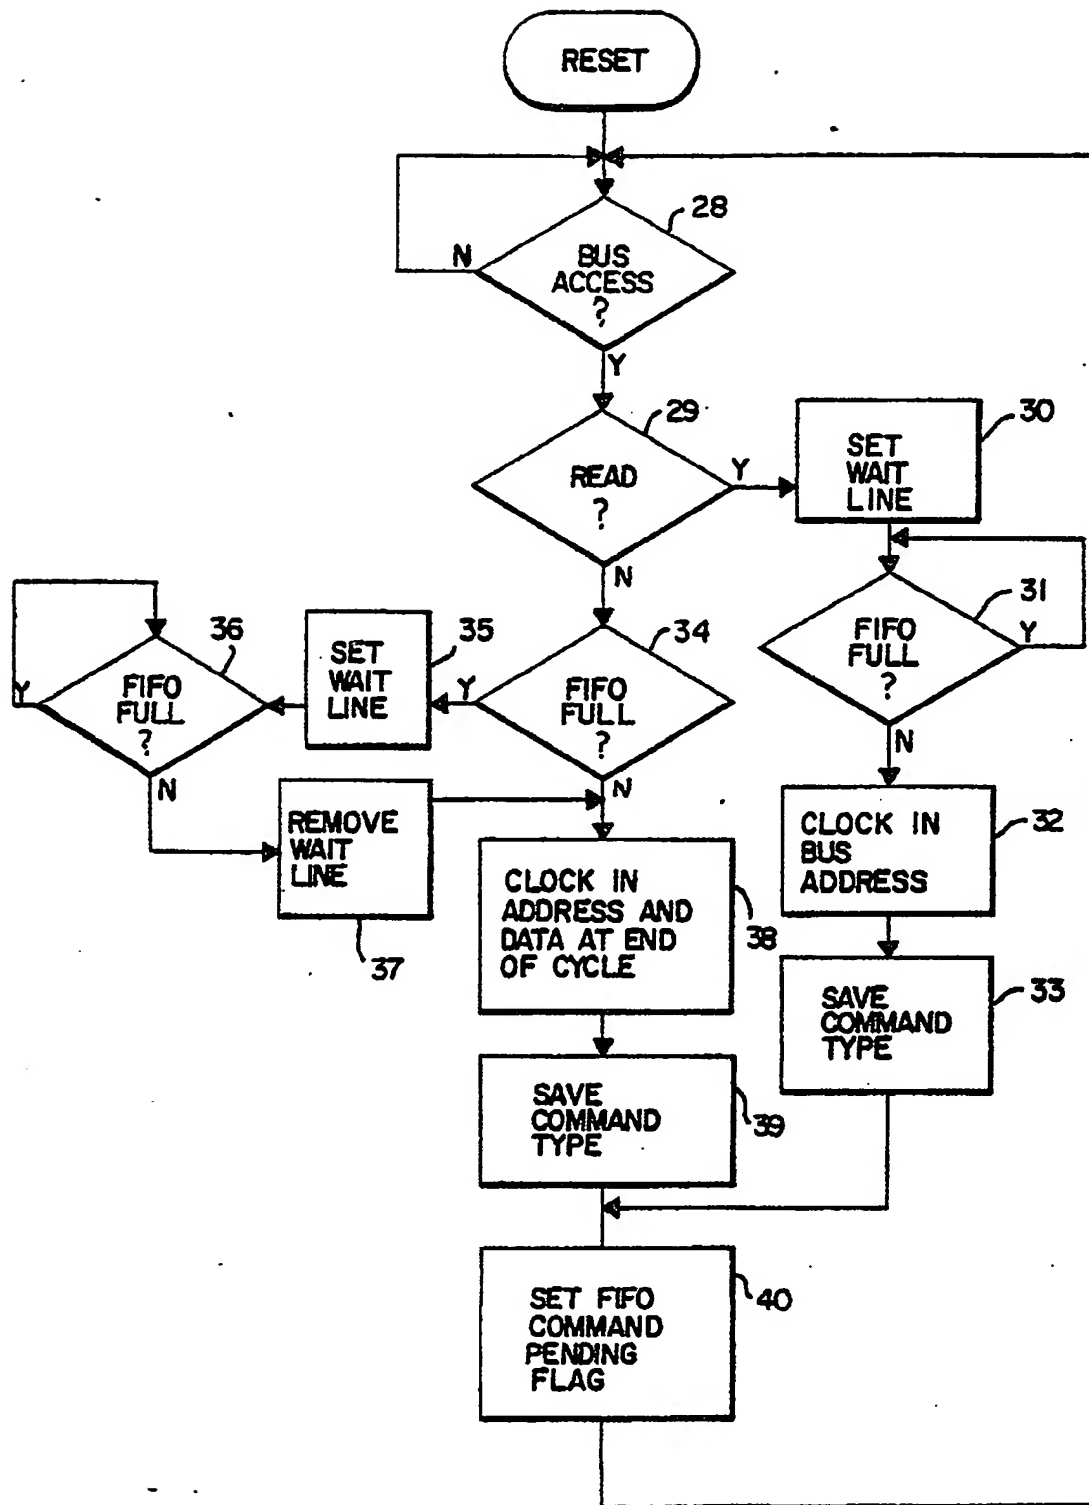 RESET
28
N
BUS
ACCESS
?
Y
29
READ
?
Y
30
SET
WAIT
LINE
N
31
FIFO
FULL
?
Y
N
36
FIFO
FULL
?
Y
N
35
SET
WAIT
LINE
34
Y
FIFO
FULL
?
N
REMOVE
WAIT
LINE
37
CLOCK IN
ADDRESS AND
DATA AT END
OF CYCLE
38
CLOCK IN
BUS
ADDRESS
32
SAVE
COMMAND
TYPE
33
SAVE
COMMAND
TYPE
39
SET FIFO
COMMAND
PENDING
FLAG
40